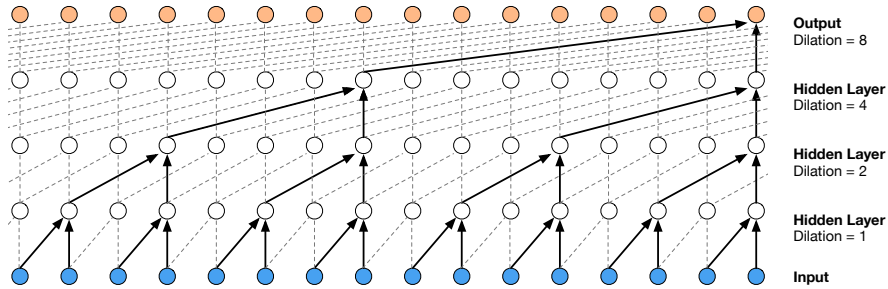 Output
Dilation = 8
Hidden Layer
Dilation = 4
Hidden Layer
Dilation = 2
Hidden Layer
Dilation = 1
Input